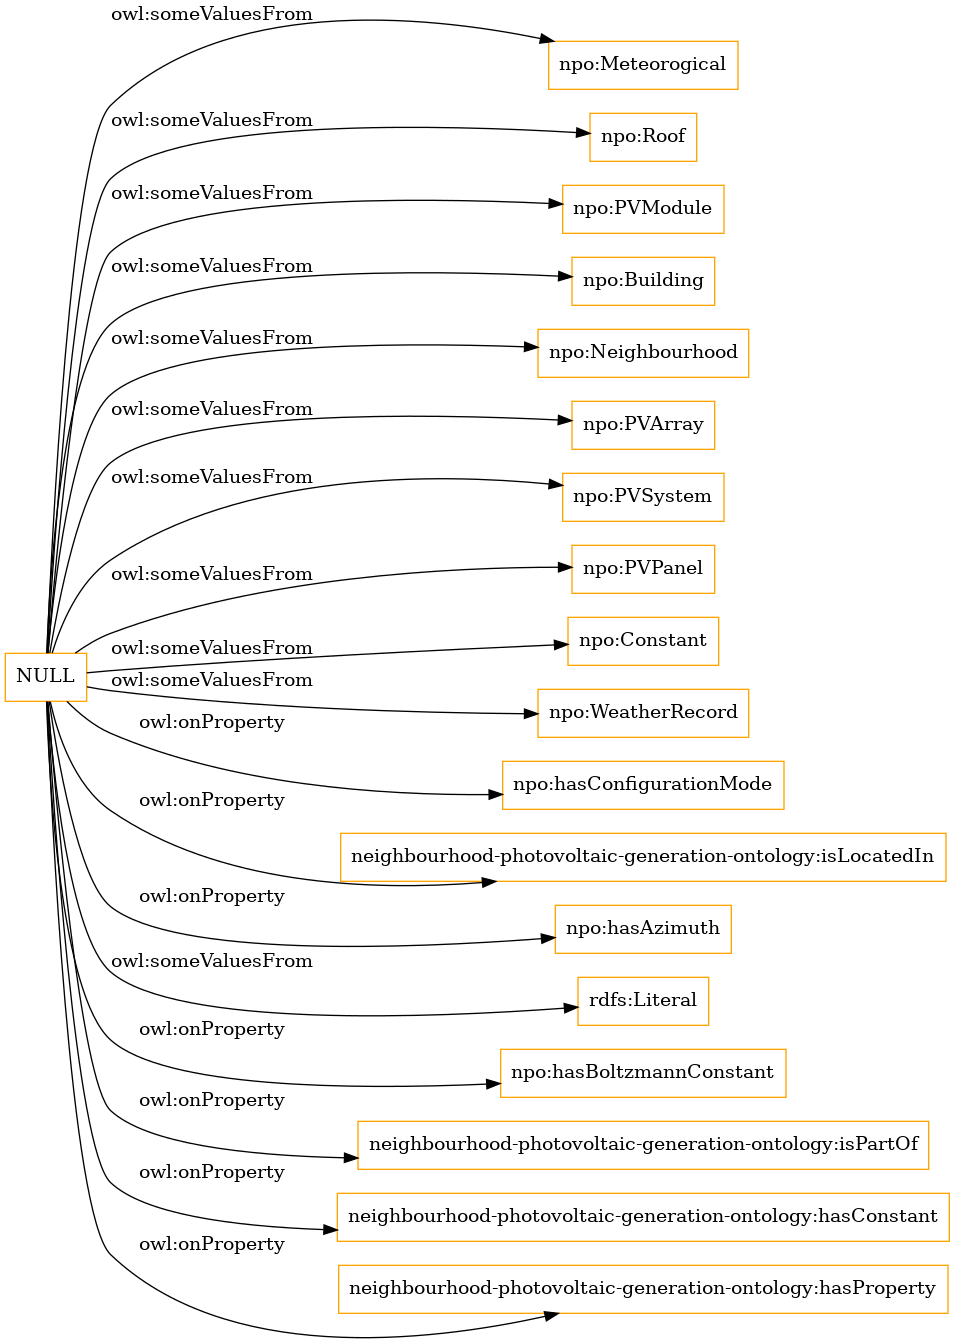 owl:someValuesFrom
npo:Meteorogical
owl:someValuesFrom
npo:Roof
owl:someValuesFrom
npo:PVModule
owl:someValuesFrom
npo:Building
owl:someValuesFrom
npo:Neighbourhood
owl:someValuesFrom
npo:PVArray
owl:someValuesFrom
npo:PVSystem
owl:someValuesFrom
npo:PVPanel
owl:someValuesFrom
npo:Constant
NULL
owl:someValuesFrom
npo:WeatherRecord
owl:onProperty
npo:hasConfigurationMode
owl:onProperty
neighbourhood-photovoltaic-generation-ontology:isLocatedIn
owl:onProperty
npo:hasAzimuth
owl:someValuesFrom
rdfs:Literal
owl:onProperty
npo:hasBoltzmannConstant
owl:onProperty
neighbourhood-photovoltaic-generation-ontology:isPartOf
owl:onProperty
neighbourhood-photovoltaic-generation-ontology:hasConstant
owl:onProperty
neighbourhood-photovoltaic-generation-ontology:hasProperty